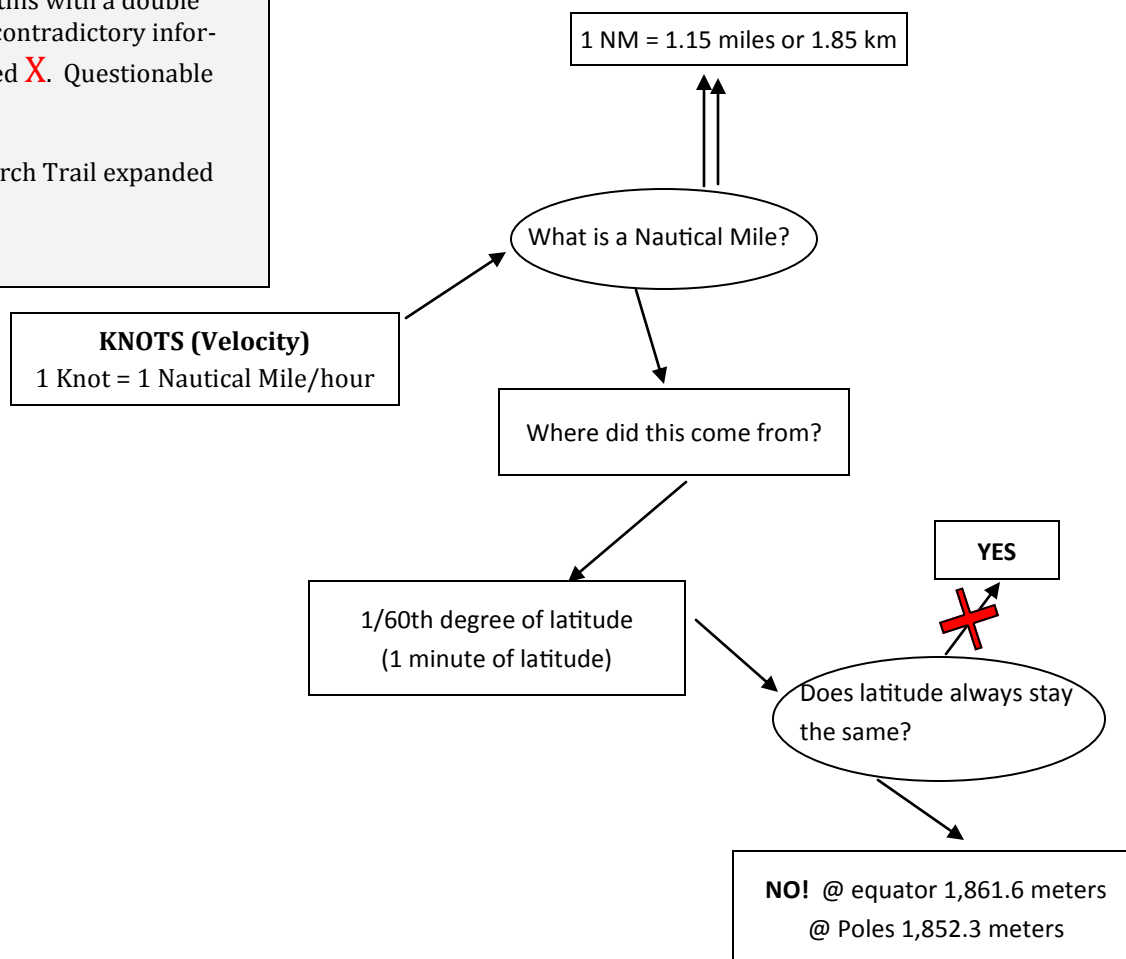 this with a double
contradictory infor-
ed X. Questionable
rch Trail expanded
1 NM = 1.15 miles or 1.85 km
What is a Nautical Mile?
KNOTS (Velocity)
1 Knot = 1 Nautical Mile/hour
Where did this come from?
YES
1/60th degree of latitude
(1 minute of latitude)
Does latitude always stay
the same?
NO! @ equator 1,861.6 meters
@ Poles 1,852.3 meters